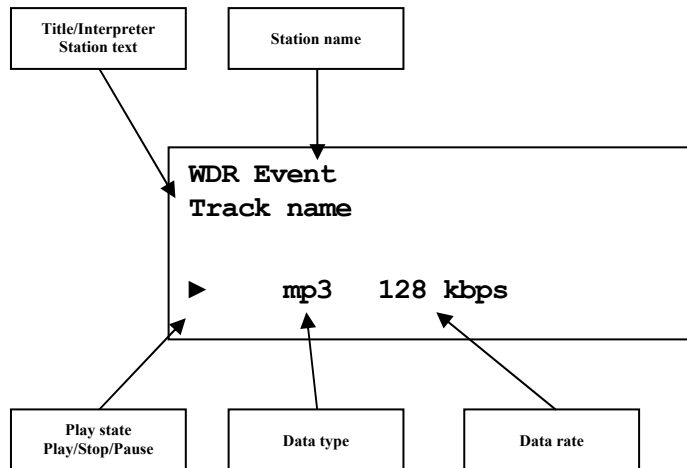 Title/Interpreter
Station text
Station name
WDR Event
Track name
► mp3 128 kbps
Play state
Play/Stop/Pause
Data type
Data rate